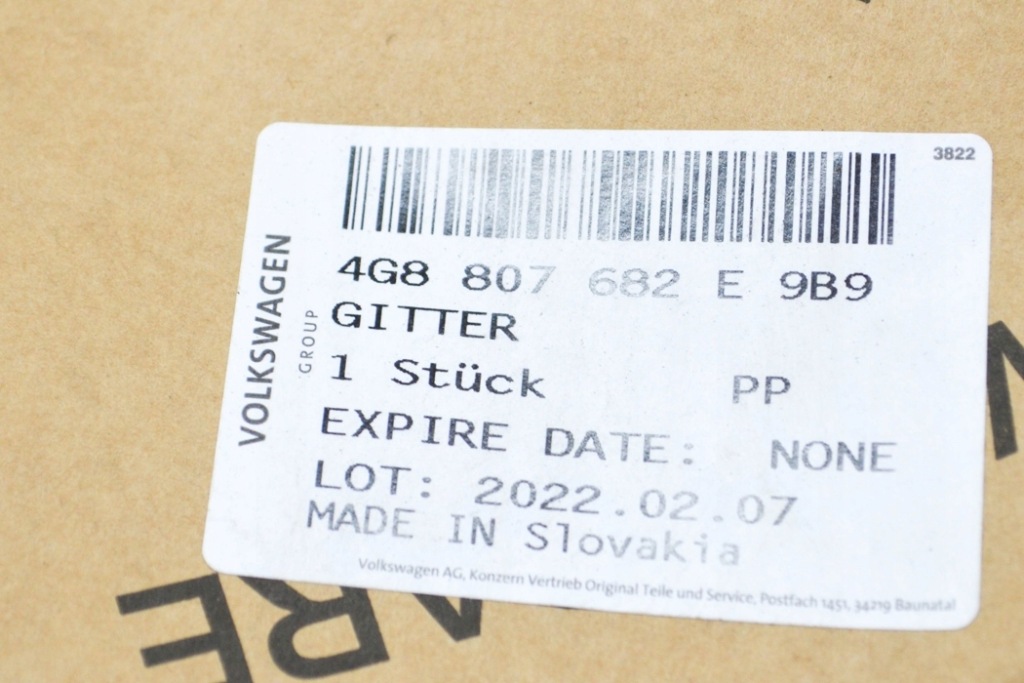 3822
VOLKSWAGEN
GROUP
4G8 807 682 E 9B9
GITTER
1 Stück PP
EXPIRE DATE: NONE
LOT: 2022.02.07
MADE IN Slovakia
Volkswagen AG, Konzern Vertrieb Original Teile und Service, Postfach 1451, 34219 Baunatal